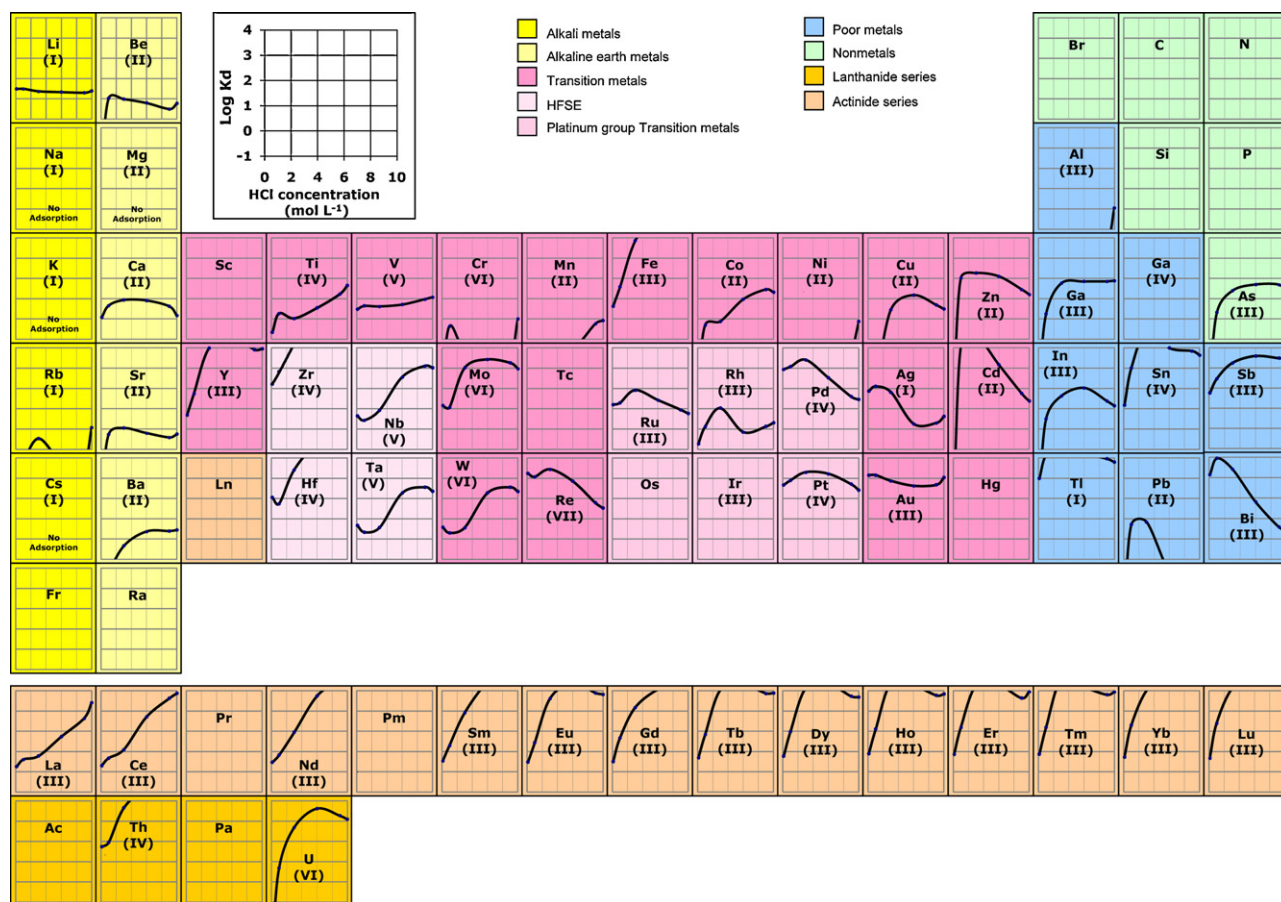 Li
(I)
Be
(II)
4
3
2
1
0
-1
Log Kd
0 2 4 6 8 10
HCl concentration
(mol L-1)
Alkali metals
Alkaline earth metals
Transition metals
HFSE
Platinum group Transition metals
Poor metals
Nonmetals
Lanthanide series
Actinide series
Br
C
N
Na
(I)
No
Adsorption
Mg
(II)
No
Adsorption
Al
(III)
Si
P
K
(I)
No
Adsorption
Ca
(II)
Sc
Ti
(IV)
V
(V)
Cr
(VI)
Mn
(II)
Fe
(III)
Co
(II)
Ni
(II)
Cu
(II)
Zn
(II)
Ga
(III)
Ga
(IV)
As
(III)
Rb
(I)
Sr
(II)
Y
(III)
Zr
(IV)
Nb
(V)
Mo
(VI)
Tc
Ru
(III)
Rh
(III)
Pd
(IV)
Ag
(I)
Cd
(II)
In
(III)
Sn
(IV)
Sb
(III)
Cs
(I)
No
Adsorption
Ba
(II)
Ln
Hf
(IV)
Ta
(V)
W
(VI)
Re
(VII)
Os
Ir
(III)
Pt
(IV)
Au
(III)
Hg
Tl
(I)
Pb
(II)
Bi
(III)
Fr
Ra
La
(III)
Ce
(III)
Pr
Nd
(III)
Pm
Sm
(III)
Eu
(III)
Gd
(III)
Tb
(III)
Dy
(III)
Ho
(III)
Er
(III)
Tm
(III)
Yb
(III)
Lu
(III)
Ac
Th
(IV)
Pa
U
(VI)